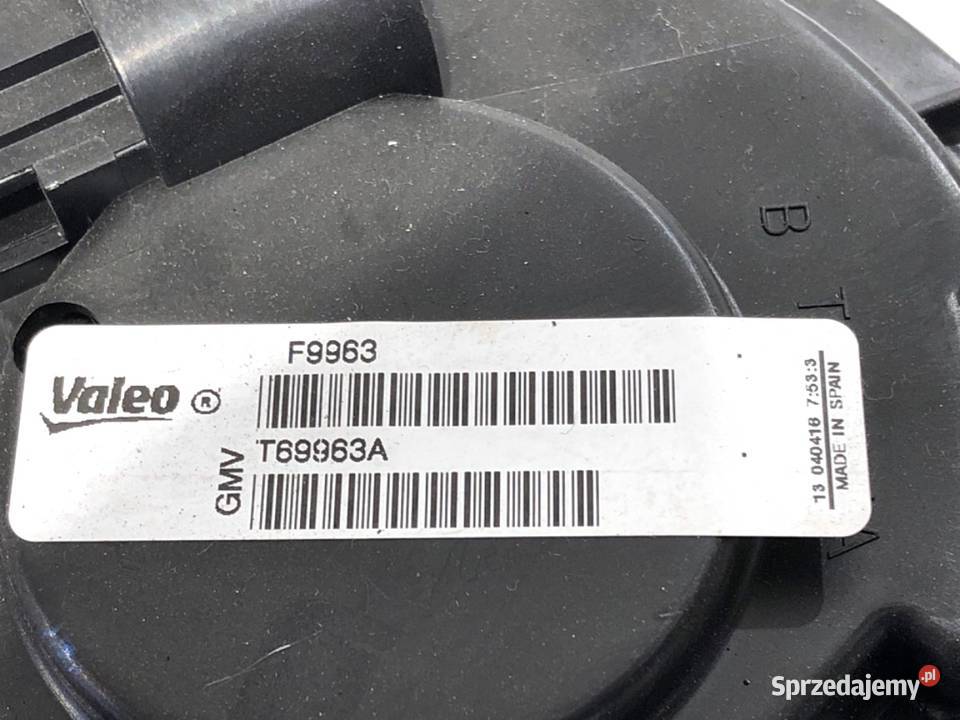 B
T
A
F9963
Valeo ®
T69963A
GMV
13 040416 7:53:3
MADE IN SPAIN
Sprzedajemy.pl